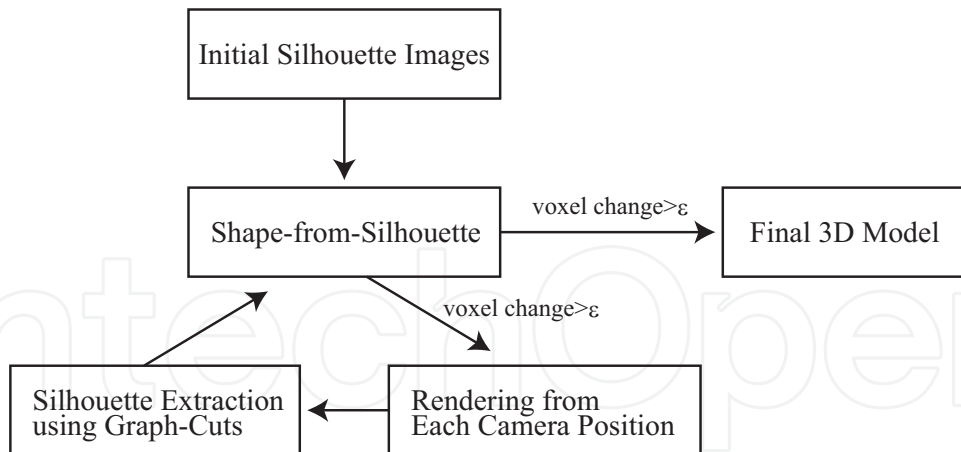 Initial Silhouette Images
Shape-from-Silhouette
voxel change>ε
Final 3D Model
voxel change>ε
Silhouette Extraction
using Graph-Cuts
Rendering from
Each Camera Position
ntechOper